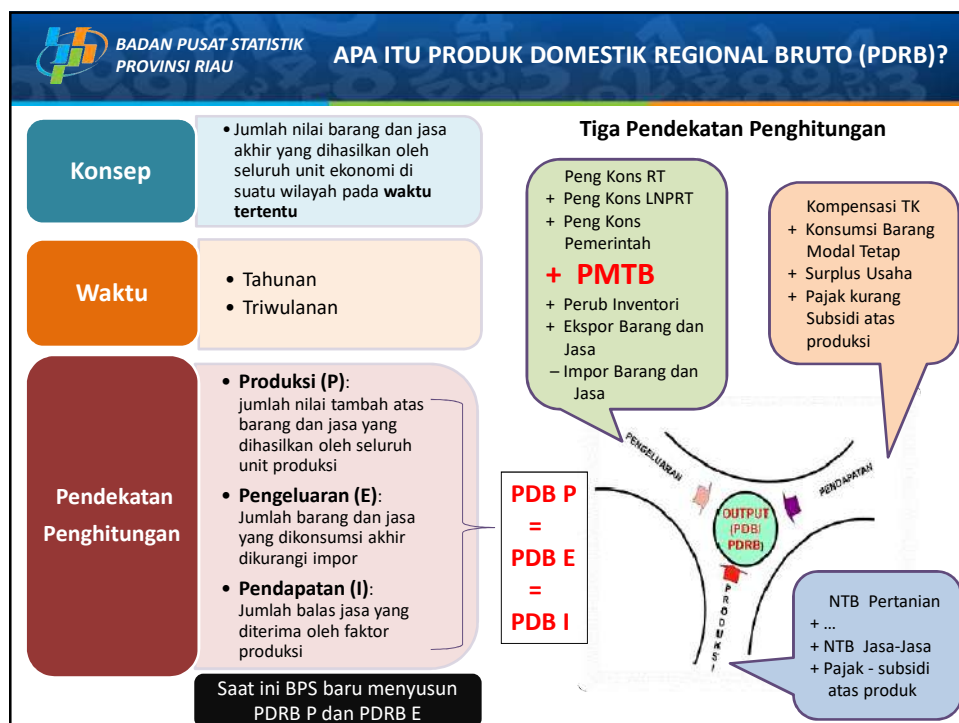 BADAN PUSAT STATISTIK
PROVINSI RIAU
APA ITU PRODUK DOMESTIK REGIONAL BRUTO (PDRB)?
Konsep
• Jumlah nilai barang dan jasa
akhir yang dihasilkan oleh
seluruh unit ekonomi di
suatu wilayah pada waktu
tertentu
Waktu
• Tahunan
• Triwulanan
Pendekatan
Penghitungan
• Produksi (P):
jumlah nilai tambah atas
barang dan jasa yang
dihasilkan oleh seluruh
unit produksi
• Pengeluaran (E):
Jumlah barang dan jasa
yang dikonsumsi akhir
dikurangi impor
• Pendapatan (I):
Jumlah balas jasa yang
diterima oleh faktor
produksi
Saat ini BPS baru menyusun
PDRB P dan PDRB E
PDB P
=
PDB E
=
PDB I
Tiga Pendekatan Penghitungan
Peng Kons RT
+ Peng Kons LNPRT
+ Peng Kons
Pemerintah
+ PMTB
+ Perub Inventori
+ Ekspor Barang dan
Jasa
– Impor Barang dan
Jasa
Kompensasi TK
+ Konsumsi Barang
Modal Tetap
+ Surplus Usaha
+ Pajak kurang
Subsidi atas
produksi
PENGELUARAN
PENDAPATAN
OUTPUT
(PDB/
PDRB)
PRODUKSI
NTB Pertanian
+ ...
+ NTB Jasa-Jasa
+ Pajak - subsidi
atas produk